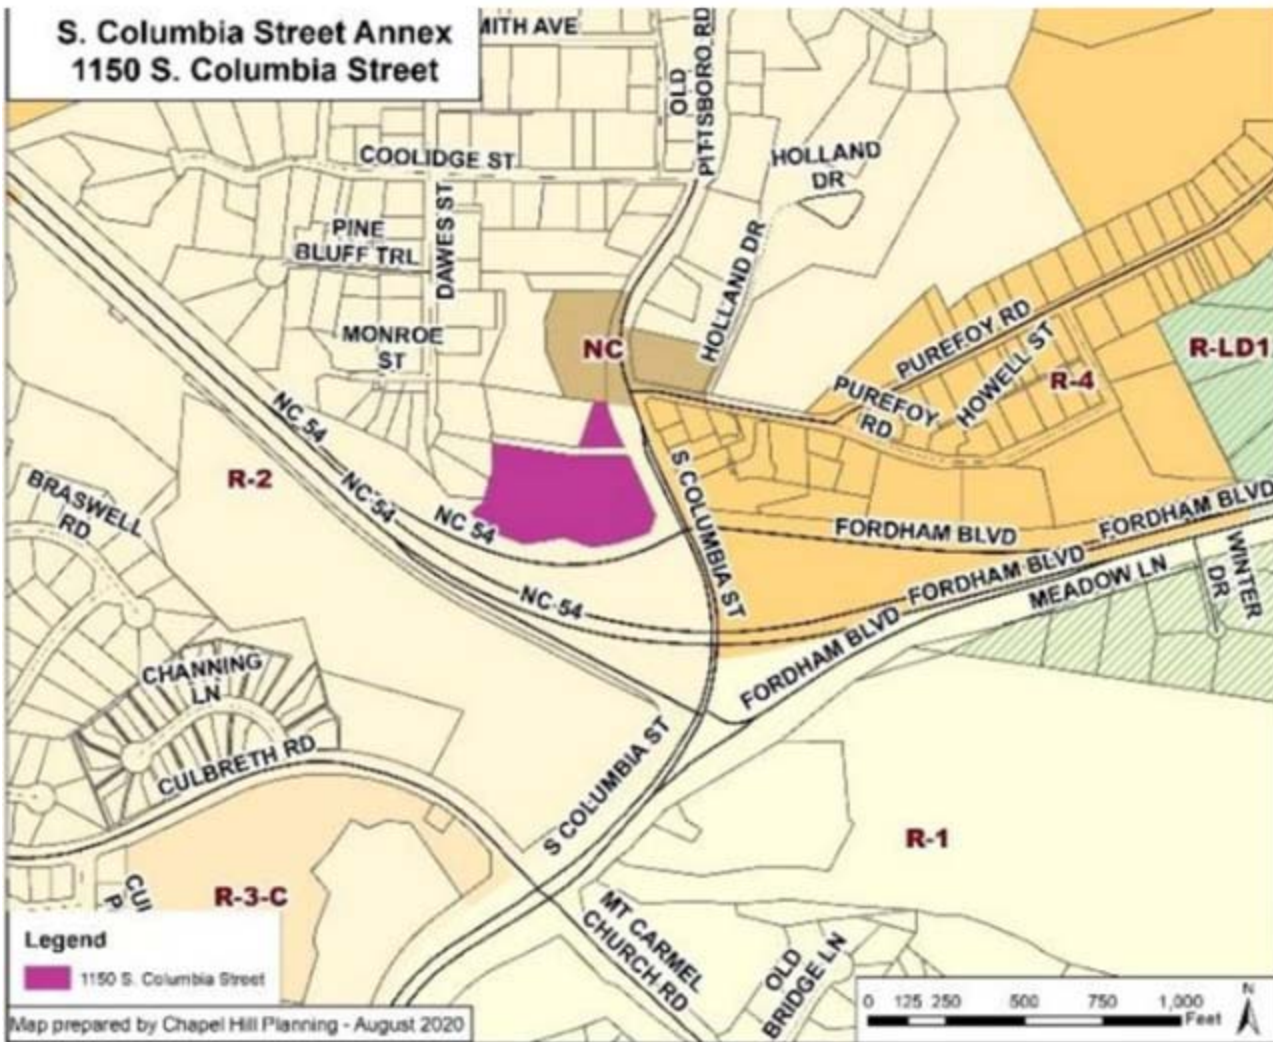 S. Columbia Street Annex
1150 S. Columbia Street
MITH AVE
OLD
PITTSBORO RD
COOLIDGE ST
HOLLAND
DR
PINE
BLUFF TRL
DAWES ST
HOLLAND DR
MONROE
ST
NC
PUREFOY RD
R-LD1
HOWELL ST
R-4
PUREFOY
RD
NC 54
R-2
BRASWELL
RD
NC 54
NC 54
S COLUMBIA ST
FORDHAM BLVD
FORDHAM BLVD
WINTER
DR
FORDHAM BLVD
MEADOW LN
NC 54
FORDHAM BLVD
CHANNING
LN
CULBRETH RD
S COLUMBIA ST
R-1
R-3-C
CUL
P
MT CARMEL
CHURCH RD
OLD
BRIDGE LN
Legend
1150 S. Columbia Street
Map prepared by Chapel Hill Planning - August 2020
0 125 250 500 750 1,000
Feet
N